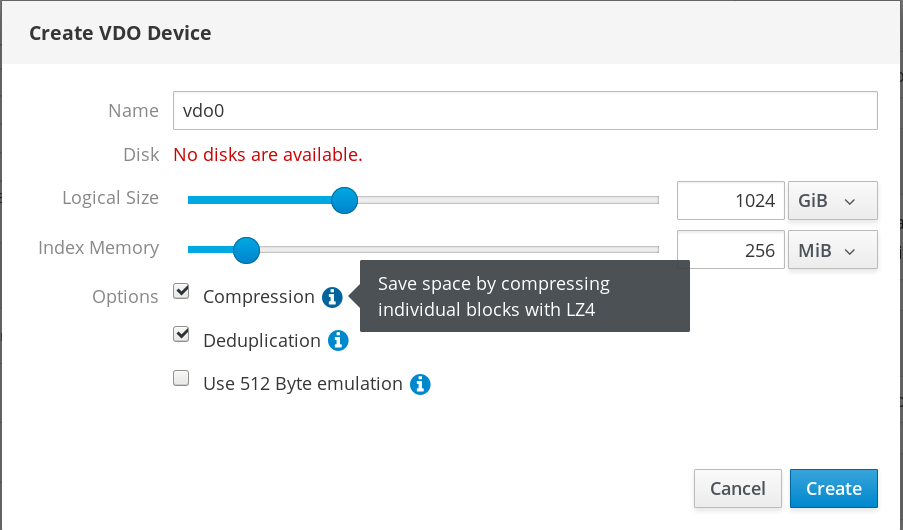 Create VDO Device
Name vdo0
Disk No disks are available.
Logical Size 1024 GiB
Index Memory 256 MiB
Options Compression
Save space by compressing
individual blocks with LZ4
Deduplication
Use 512 Byte emulation
Cancel Create